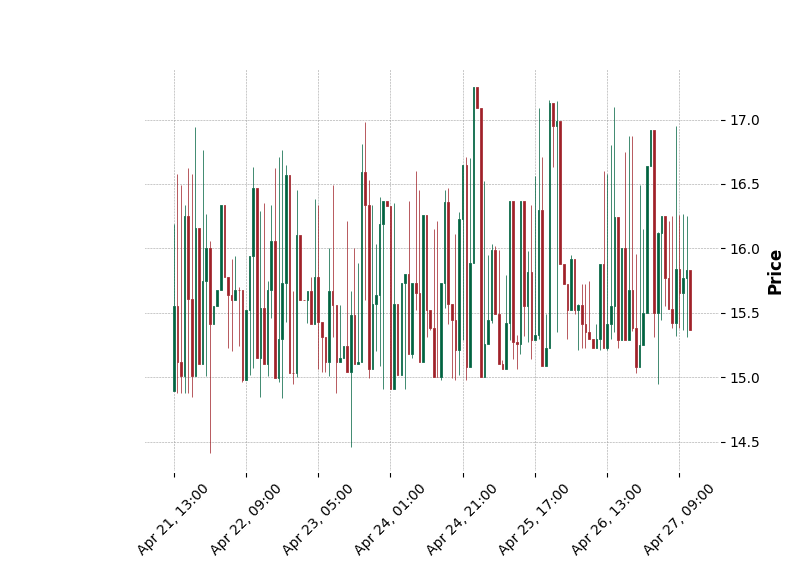 17.0
16.5
16.0
15.5
15.0
14.5
Price
Apr 21, 13:00
Apr 22, 09:00
Apr 23, 05:00
Apr 24, 01:00
Apr 24, 21:00
Apr 25, 17:00
Apr 26, 13:00
Apr 27, 09:00